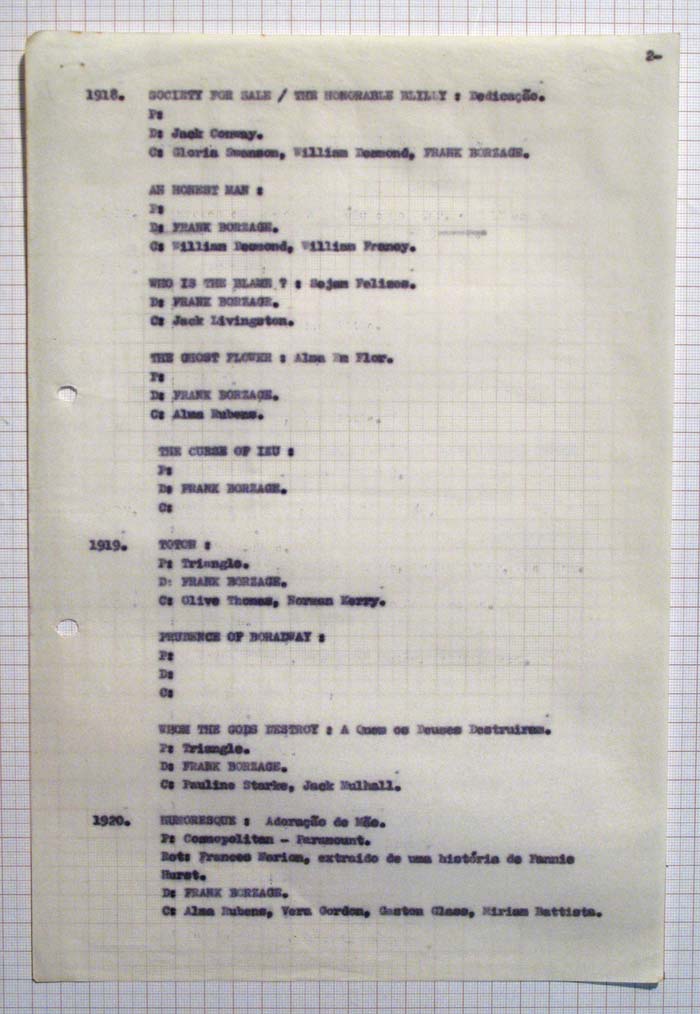 2-
1918. SOCIETY FOR SALE / THE HONORABLE BLILLY : Dedicação.
P:
D: Jack Conway.
C: Gloria Swanson, William Desmond, FRANK BORZAGE.
AN HONEST MAN :
P:
D: FRANK BORZAGE.
C: William Desmond, William Francy.
WHO IS THE BLAME ? : Sejam Felizes.
D: FRANK BORZAGE.
C: Jack Livingston.
THE GHOST FLOWER : Alma Em Flor.
P:
D: FRANK BORZAGE.
C: Alma Rubens.
THE CURSE OF IKU :
P:
D: FRANK BORZAGE.
C:
1919. TOTON :
P: Triangle.
D: FRANK BORZAGE.
C: Olive Thomas, Norman Kerry.
PRUDENCE OF BORADWAY :
P:
D:
C:
WHOM THE GODS DESTROY : A Quem os Deuses Destruiram.
P: Triangle.
D: FRANK BORZAGE.
C: Pauline Starke, Jack Mulhall.
1920. HUMORESQUE : Adoração de Mãe.
P: Cosmopolitan - Paramount.
Rot: Frances Marion, extraido de uma história de Fannie
Hurst.
D: FRANK BORZAGE.
C: Alma Rubens, Vera Gordon, Gaston Glass, Miriam Battista.